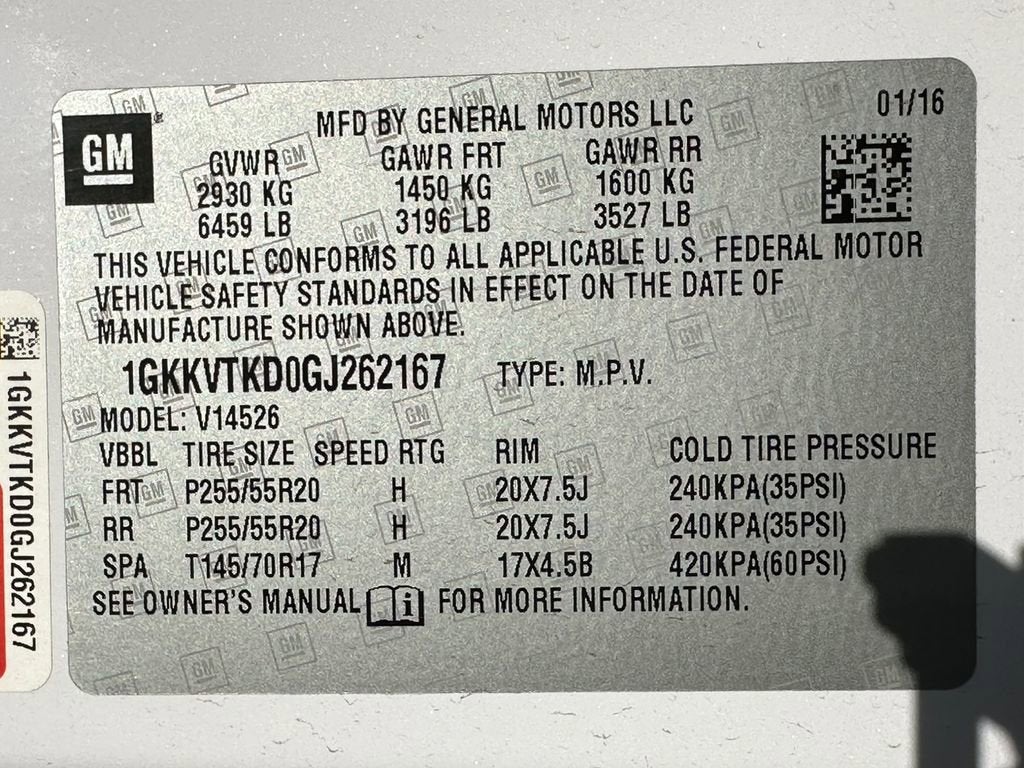 GM
MFD BY GENERAL MOTORS LLC
01/16
GVWR GAWR FRT GAWR RR
2930 KG 1450 KG 1600 KG
6459 LB 3196 LB 3527 LB
THIS VEHICLE CONFORMS TO ALL APPLICABLE U.S. FEDERAL MOTOR
VEHICLE SAFETY STANDARDS IN EFFECT ON THE DATE OF
MANUFACTURE SHOWN ABOVE.
1GKKVTKD0GJ262167 TYPE: M.P.V.
MODEL: V14526
VBBL TIRE SIZE SPEED RTG RIM COLD TIRE PRESSURE
FRT P255/55R20 H 20X7.5J 240KPA(35PSI)
RR P255/55R20 H 20X7.5J 240KPA(35PSI)
SPA T145/70R17 M 17X4.5B 420KPA(60PSI)
SEE OWNER'S MANUAL i FOR MORE INFORMATION.
1GKKVTKD0GJ262167